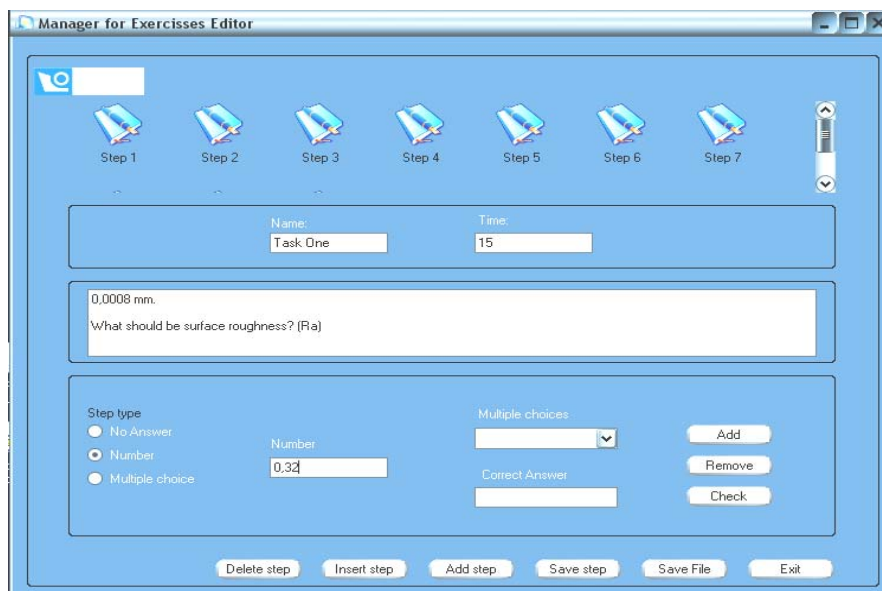 Manager for Exercisses Editor
Step 1 Step 2 Step 3 Step 4 Step 5 Step 6 Step 7
Name: Time:
Task One 15
0,0008 mm.
What should be surface roughness? (Ra)
Step type Multiple choices
No Answer Add
Number Number
0,32 Remove
Multiple choice Correct Answer
Check
Delete step Insert step Add step Save step Save File Exit